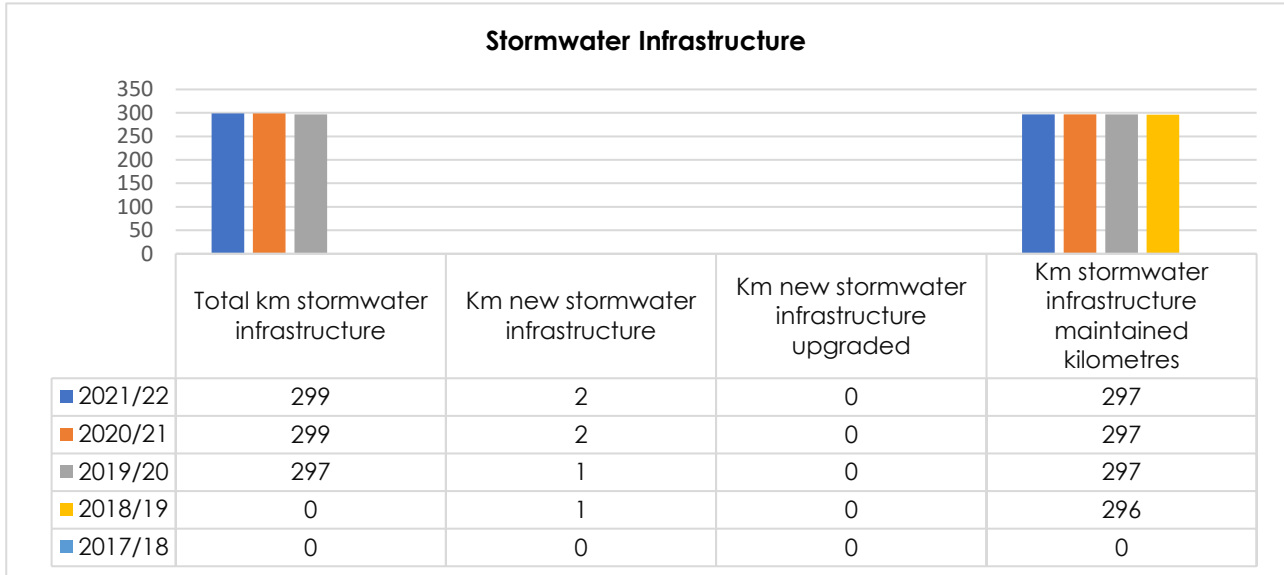 Stormwater Infrastructure
350
300
250
200
150
100
50
0
Total km stormwater
infrastructure
Km new stormwater
infrastructure
Km new stormwater
infrastructure
upgraded
Km stormwater
infrastructure
maintained
kilometres
2021/22 299 2 0 297
2020/21 299 2 0 297
2019/20 297 1 0 297
2018/19 0 1 0 296
2017/18 0 0 0 0